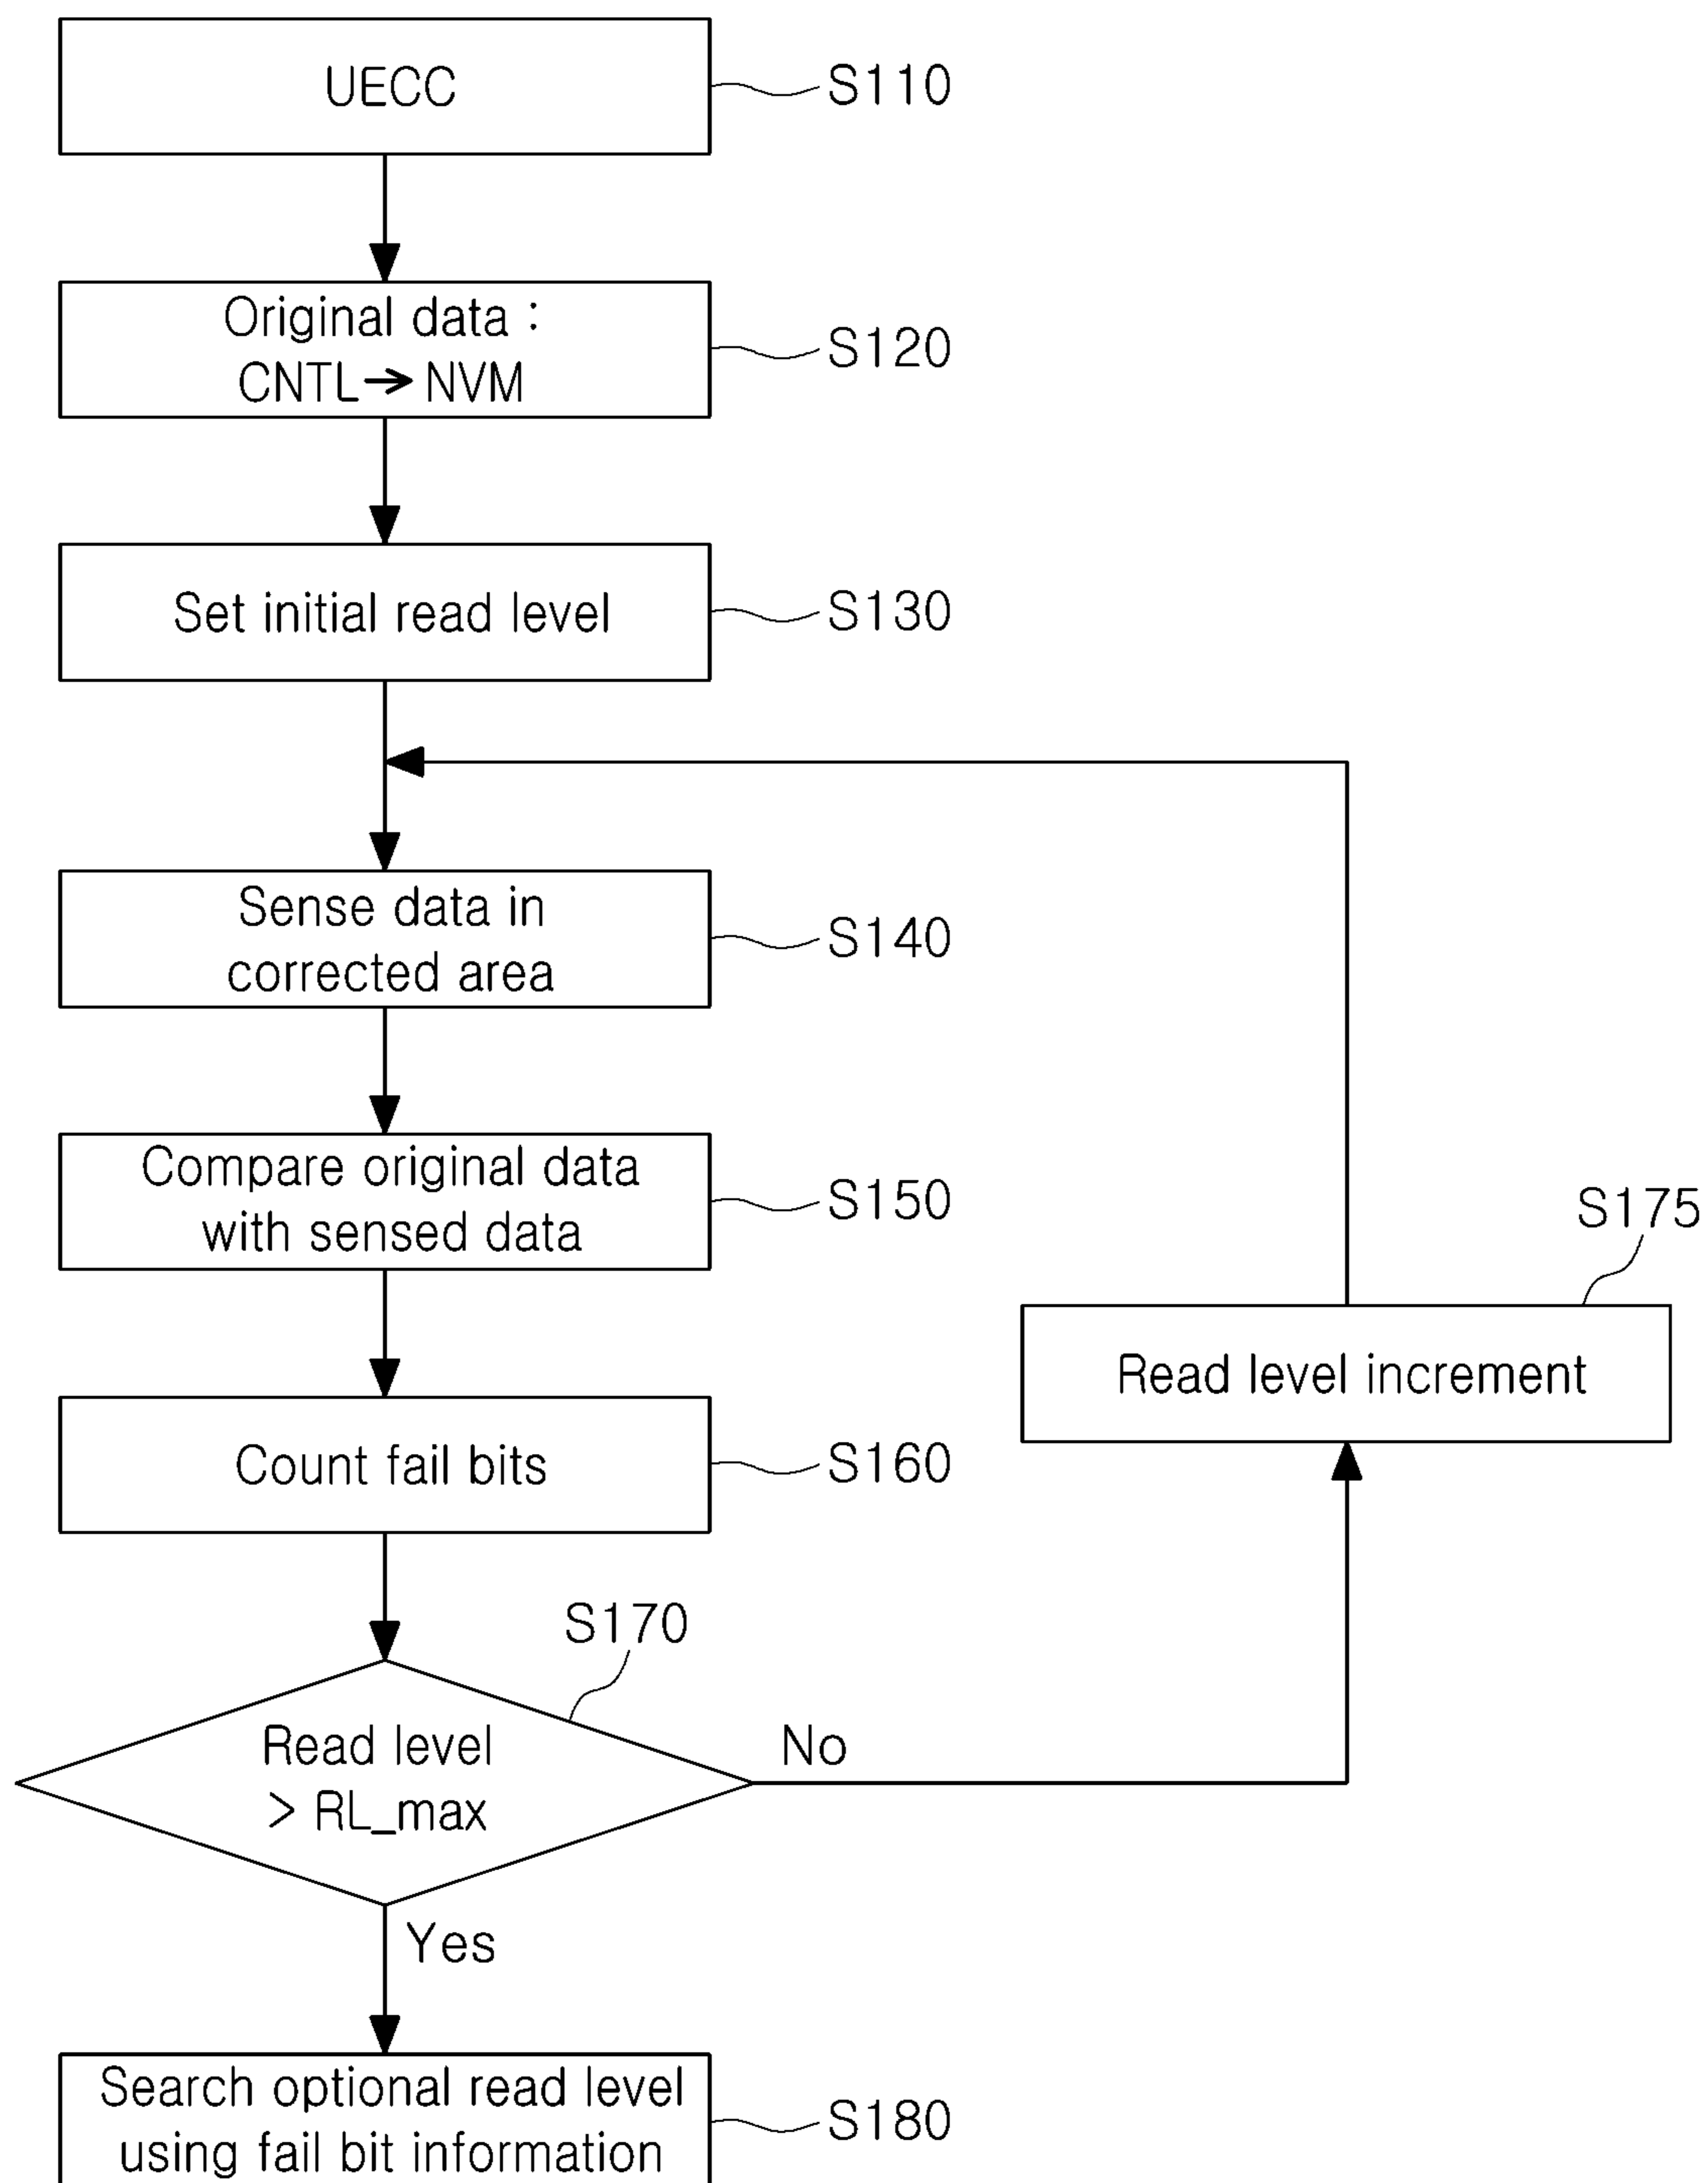 UECC
S110
Original data :
CNTL→ NVM
S120
Set initial read level
S130
Sense data in
corrected area
S140
Compare original data
with sensed data
S150
S175
Read level increment
Count fail bits
S160
S170
Read level
> RL_max
No
Yes
Search optional read level
using fail bit information
S180